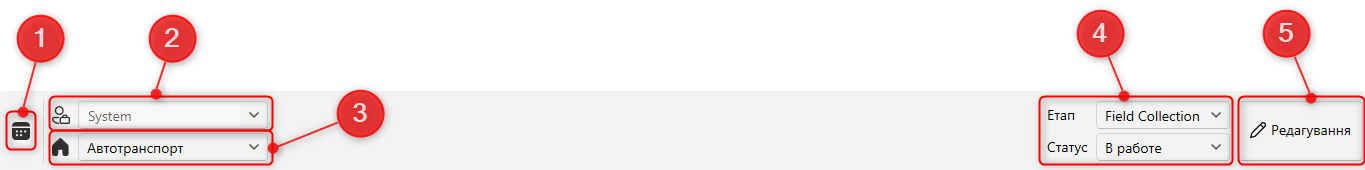 1
2
3
4
5
System
Автотранспорт
Етап Field Collection
Статус В работе
Редагування